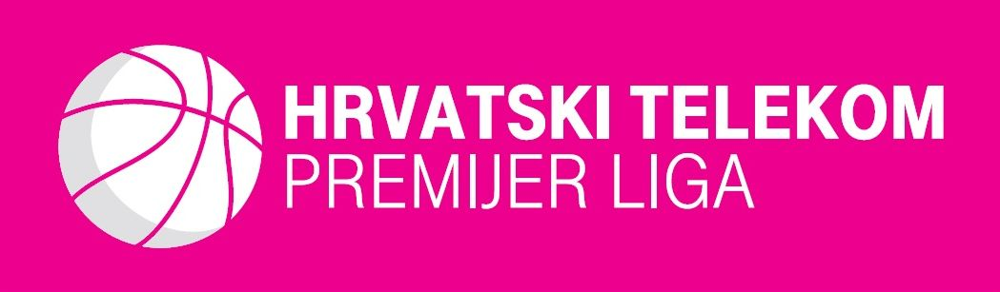 HRVATSKI TELEKOM
PREMIJER LIGA